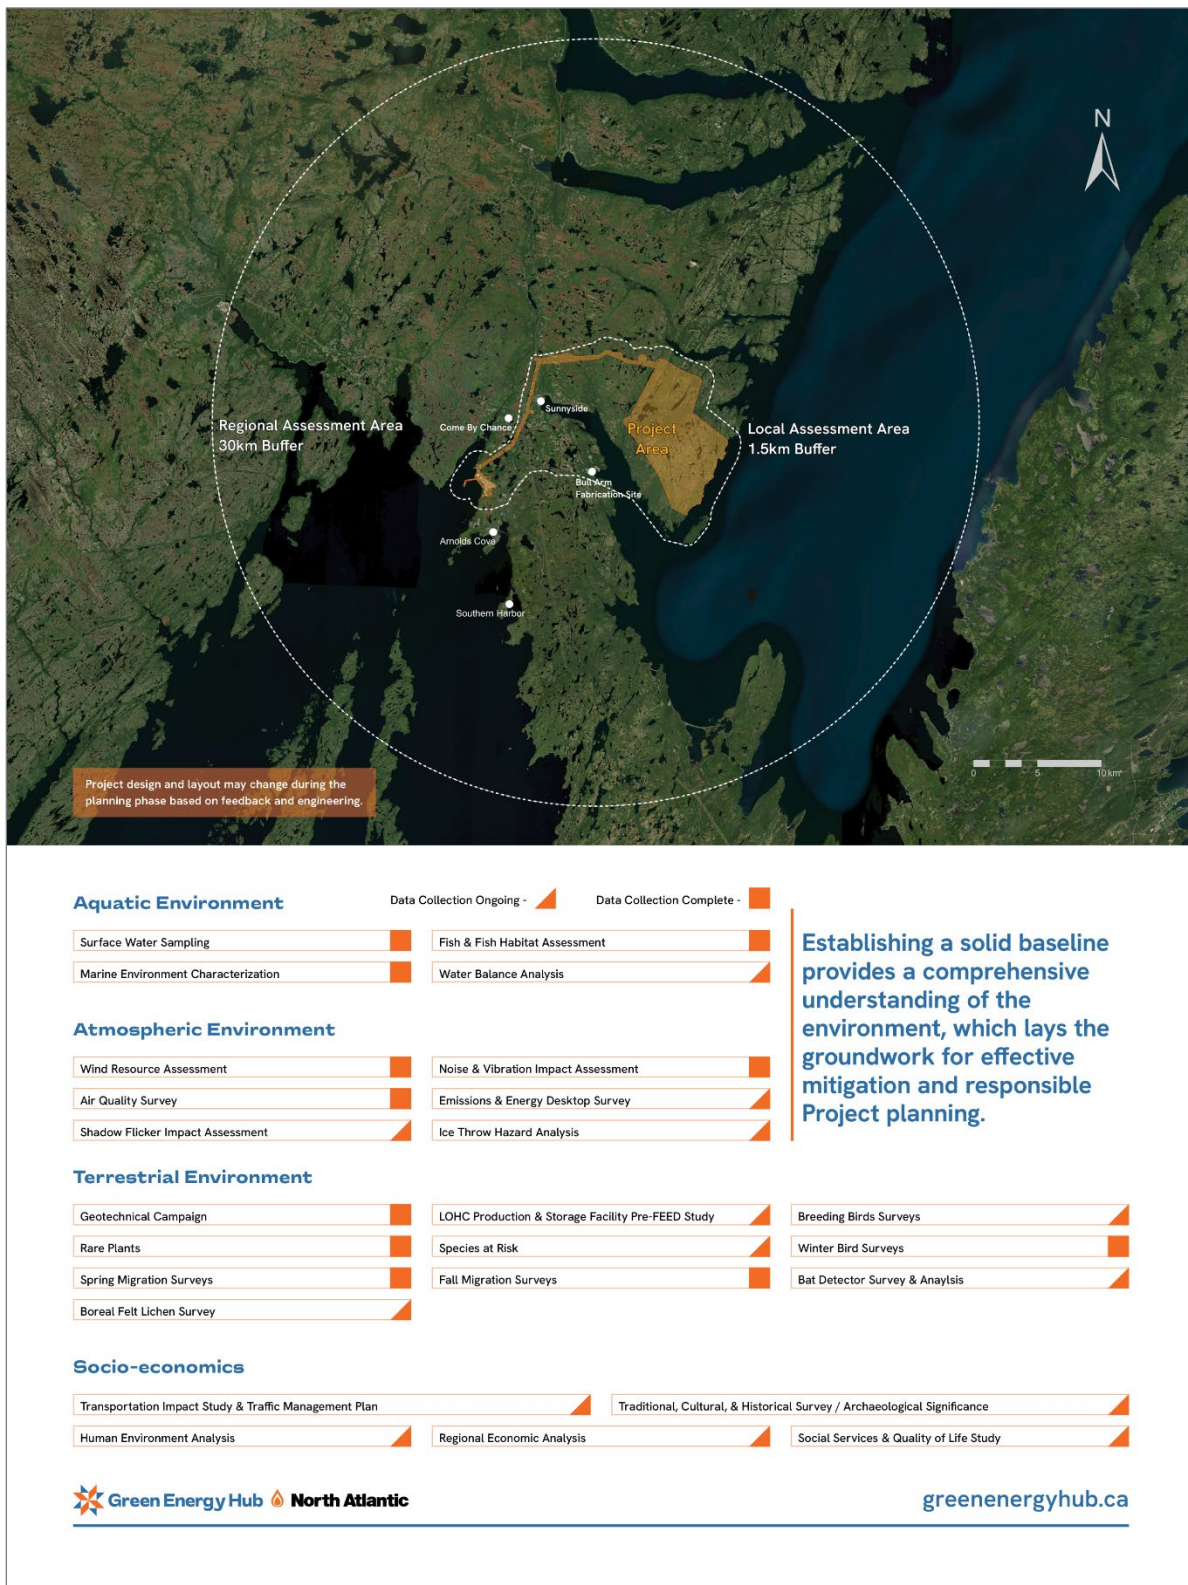 N
Regional Assessment Area
30km Buffer
Sunnyside
Come By Chance
Project
Area
Local Assessment Area
1.5km Buffer
Bull Arm
Fabrication Site
Arnolds Cove
Southern Harbor
Project design and layout may change during the
planning phase based on feedback and engineering.
0 5 10 km
Aquatic Environment
Data Collection Ongoing -
Data Collection Complete -
Surface Water Sampling
Fish & Fish Habitat Assessment
Marine Environment Characterization
Water Balance Analysis
Establishing a solid baseline
provides a comprehensive
understanding of the
environment, which lays the
groundwork for effective
mitigation and responsible
Project planning.
Atmospheric Environment
Wind Resource Assessment
Noise & Vibration Impact Assessment
Air Quality Survey
Emissions & Energy Desktop Survey
Shadow Flicker Impact Assessment
Ice Throw Hazard Analysis
Terrestrial Environment
Geotechnical Campaign
LOHC Production & Storage Facility Pre-FEED Study
Breeding Birds Surveys
Rare Plants
Species at Risk
Winter Bird Surveys
Spring Migration Surveys
Fall Migration Surveys
Bat Detector Survey & Anaylsis
Boreal Felt Lichen Survey
Socio-economics
Transportation Impact Study & Traffic Management Plan
Traditional, Cultural, & Historical Survey / Archaeological Significance
Human Environment Analysis
Regional Economic Analysis
Social Services & Quality of Life Study
Green Energy Hub North Atlantic
greenenergyhub.ca